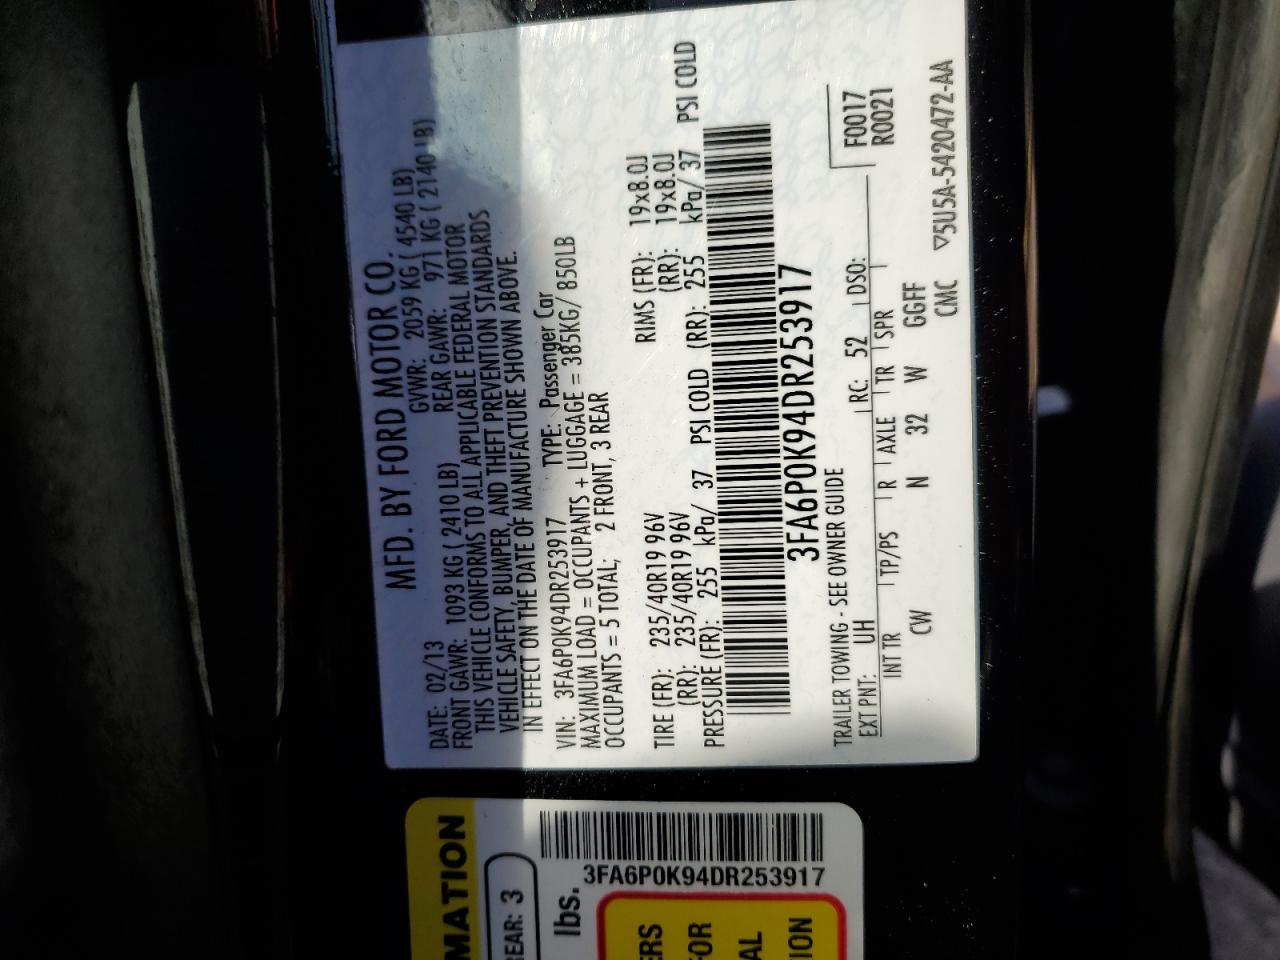 MFD. BY FORD MOTOR CO.
DATE: 02/13 GVWR: 2059 KG ( 4540 LB)
FRONT GAWR: 1093 KG ( 2410 LB) REAR GAWR: 971 KG ( 2140 LB)
THIS VEHICLE CONFORMS TO ALL APPLICABLE FEDERAL MOTOR
VEHICLE SAFETY, BUMPER, AND THEFT PREVENTION STANDARDS
IN EFFECT ON THE DATE OF MANUFACTURE SHOWN ABOVE.
VIN: 3FA6P0K94DR253917 TYPE: Passenger Car
MAXIMUM LOAD = OCCUPANTS + LUGGAGE = 385KG/ 850LB
OCCUPANTS = 5 TOTAL; 2 FRONT, 3 REAR
TIRE (FR): 235/40R19 96V RIMS (FR): 19x8.0J
(RR): 235/40R19 96V (RR): 19x8.0J
PRESSURE (FR): 255 kPa/ 37 PSI COLD (RR): 255 kPa/ 37 PSI COLD
3FA6P0K94DR253917
TRAILER TOWING - SEE OWNER GUIDE
F0017
R0021
EXT PNT: UH RC: 52 DSO:
INT TR TP/PS R AXLE TR SPR
CW N 32 W GGFF
CMC ▽5U5A-5420472-AA
MATION
REAR: 3
lbs.
3FA6P0K94DR253917
ERS
FOR
AL
ION